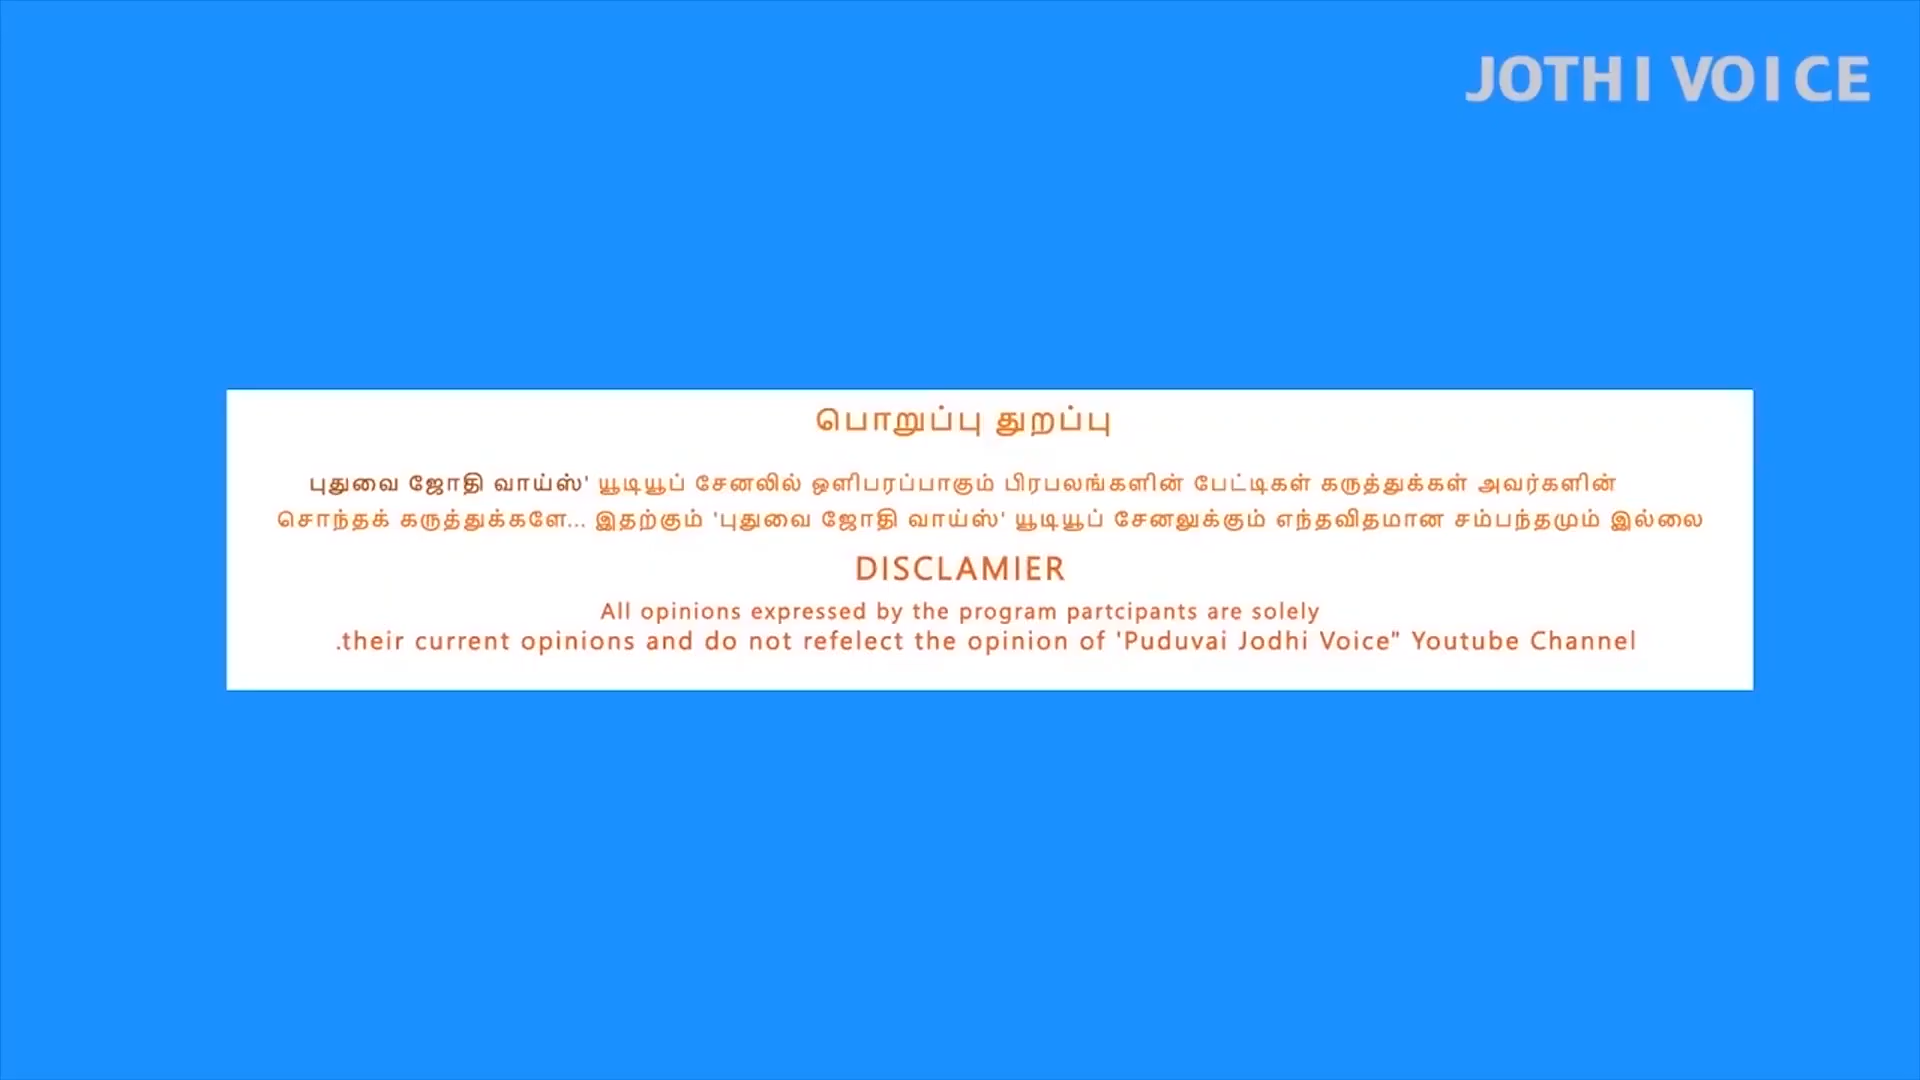 JOTHI VOICE
பொறுப்பு துறப்பு
புதுவை ஜோதி வாய்ஸ்' யூடியூப் சேனலில் ஒளிபரப்பாகும் பிரபலங்களின் பேட்டிகள் கருத்துக்கள் அவர்களின்
சொந்தக் கருத்துக்களே... இதற்கும் 'புதுவை ஜோதி வாய்ஸ்' யூடியூப் சேனலுக்கும் எந்தவிதமான சம்பந்தமும் இல்லை
DISCLAMIER
All opinions expressed by the program partcipants are solely
.their current opinions and do not refelect the opinion of 'Puduvai Jodhi Voice" Youtube Channel